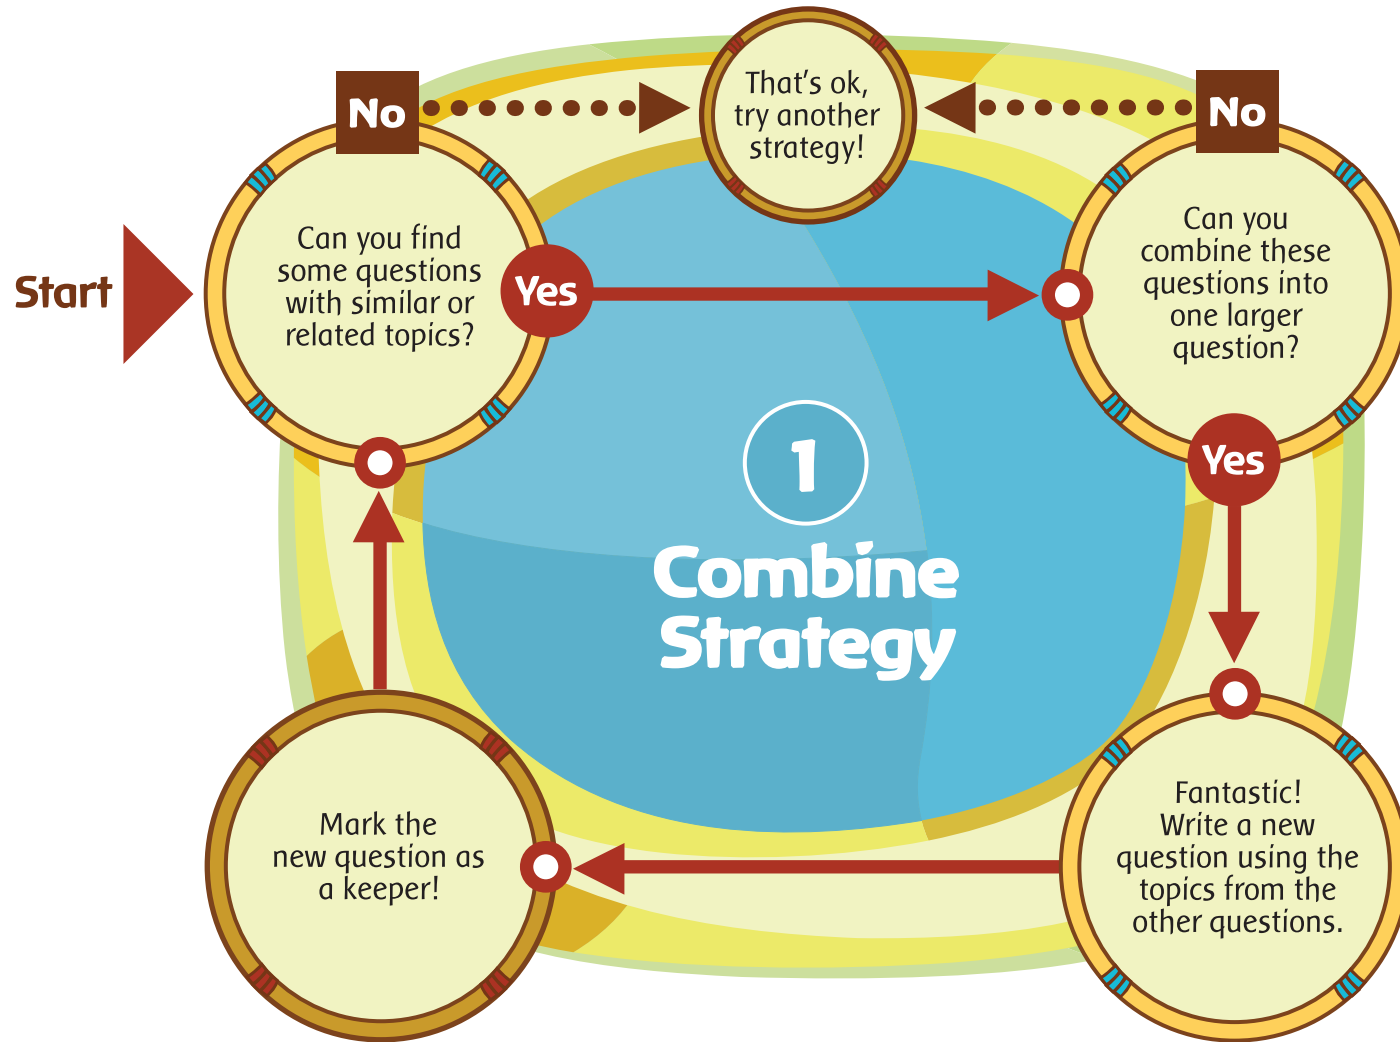 Start
No
Can you find
some questions
with similar or
related topics?
Yes
That's ok,
try another
strategy!
No
Can you
combine these
questions into
one larger
question?
Yes
1
Combine
Strategy
Fantastic!
Write a new
question using the
topics from the
other questions.
Mark the
new question as
a keeper!